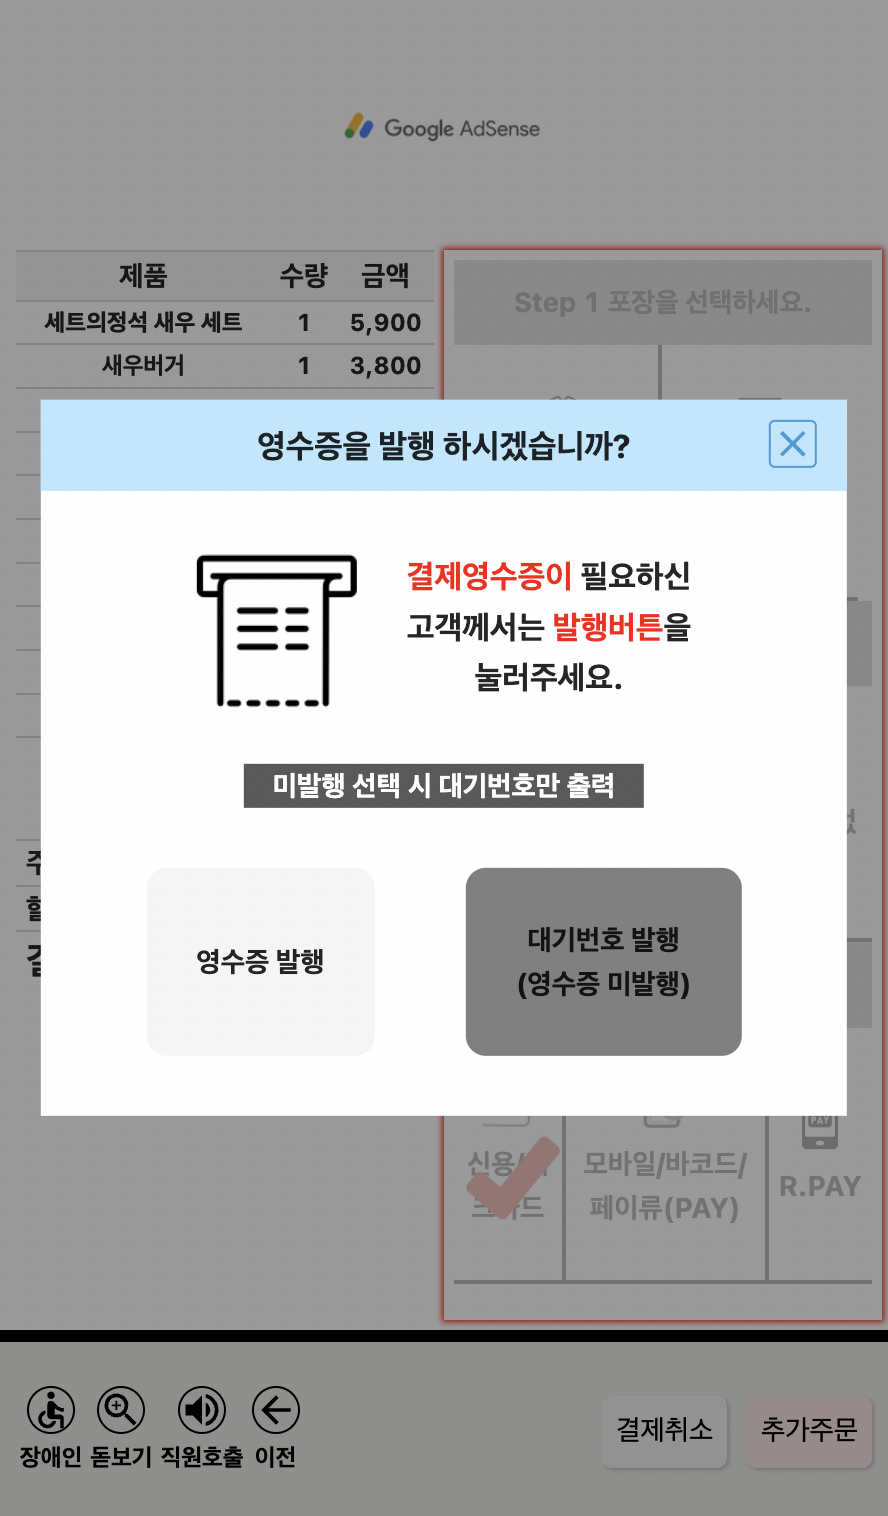 Google AdSense
제품 수량 금액
세트의정석 새우 세트 1 5,900
새우버거 1 3,800
Step 1 포장을 선택하세요.
영수증을 발행 하시겠습니까?
결제영수증이 필요하신
고객께서는 발행버튼을
눌러주세요.
미발행 선택 시 대기번호만 출력
영수증 발행
대기번호 발행
(영수증 미발행)
신용/
모바일/바코드/
페이류(PAY)
PAY
R.PAY
장애인 돋보기 직원호출 이전
결제취소
추가주문